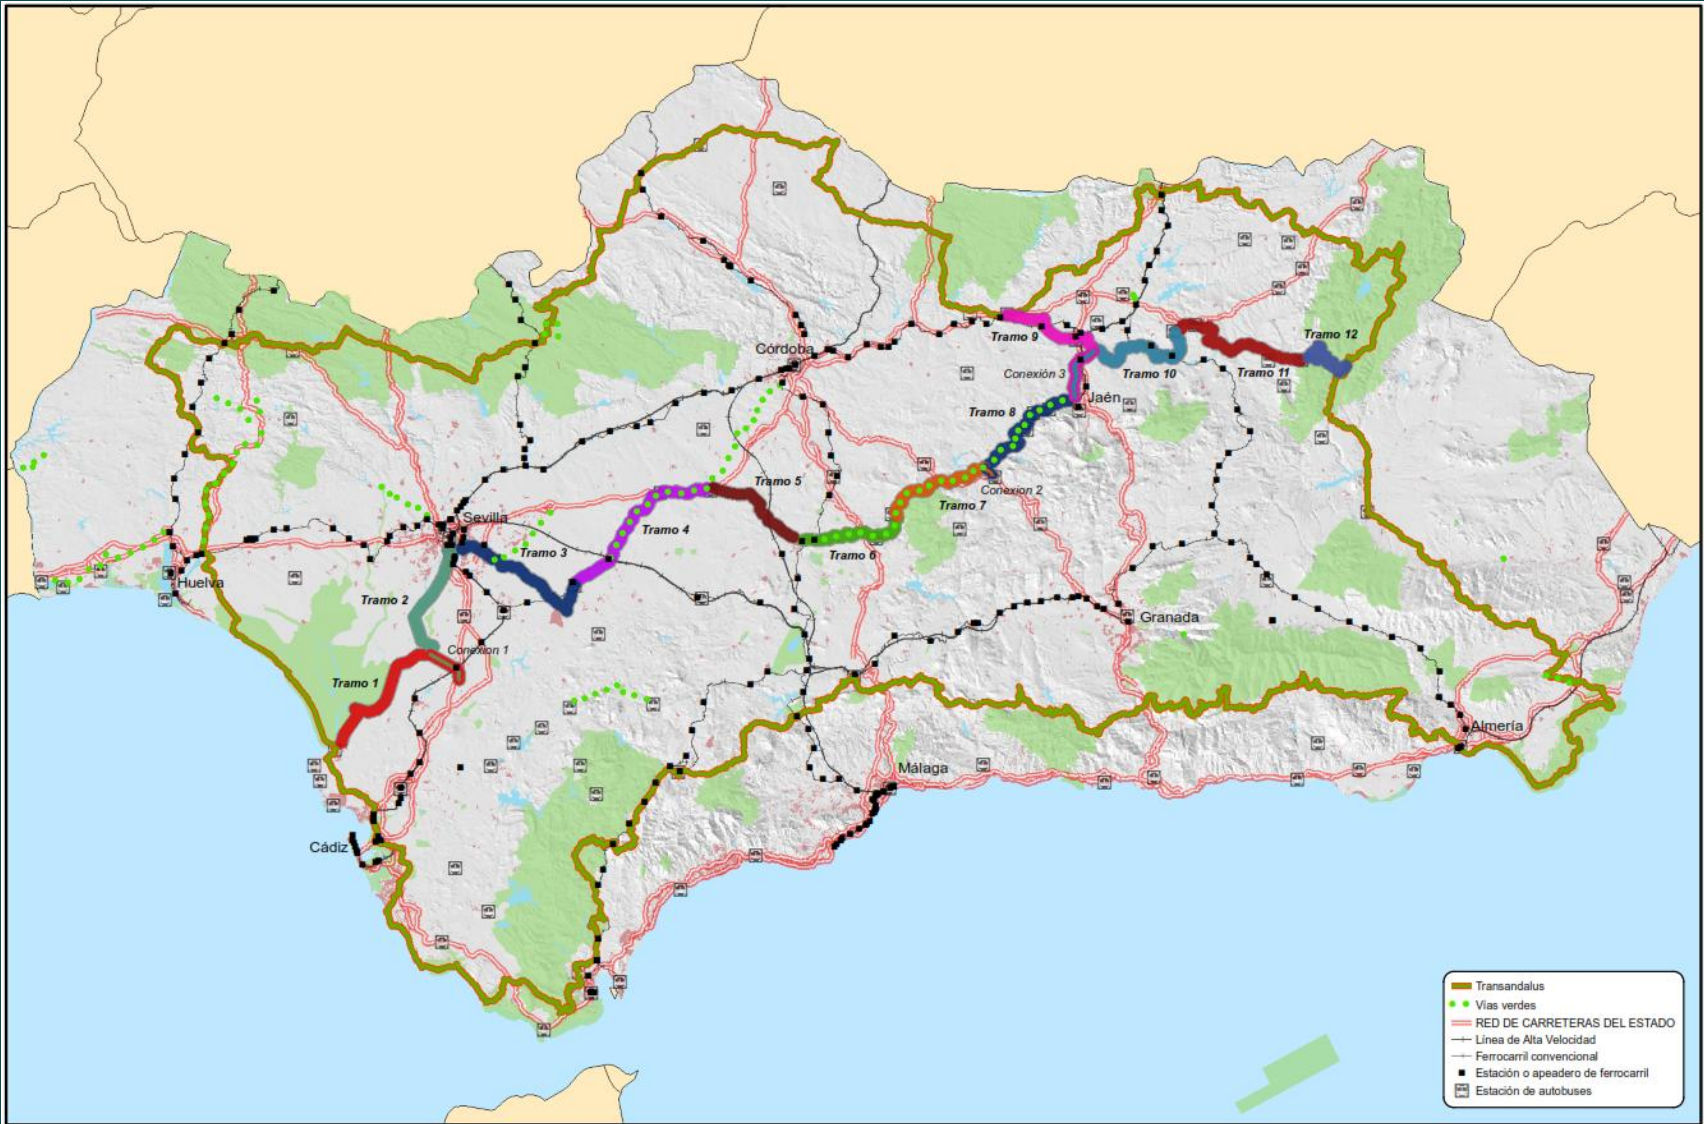 Tramo 12
Tramo 9
Córdoba
Conexión 3
Tramo 10
Tramo 11
Jaén
Tramo 8
Tramo 5
Conexion 2
Tramo 7
Sevilla
Tramo 4
Tramo 3
Tramo 6
Huelva
Tramo 2
Granada
Conexion 1
Tramo 1
Almería
Málaga
Cádiz
Transandalus
Vías verdes
RED DE CARRETERAS DEL ESTADO
Línea de Alta Velocidad
Ferrocarril convencional
Estación o apeadero de ferrocarril
Estación de autobuses